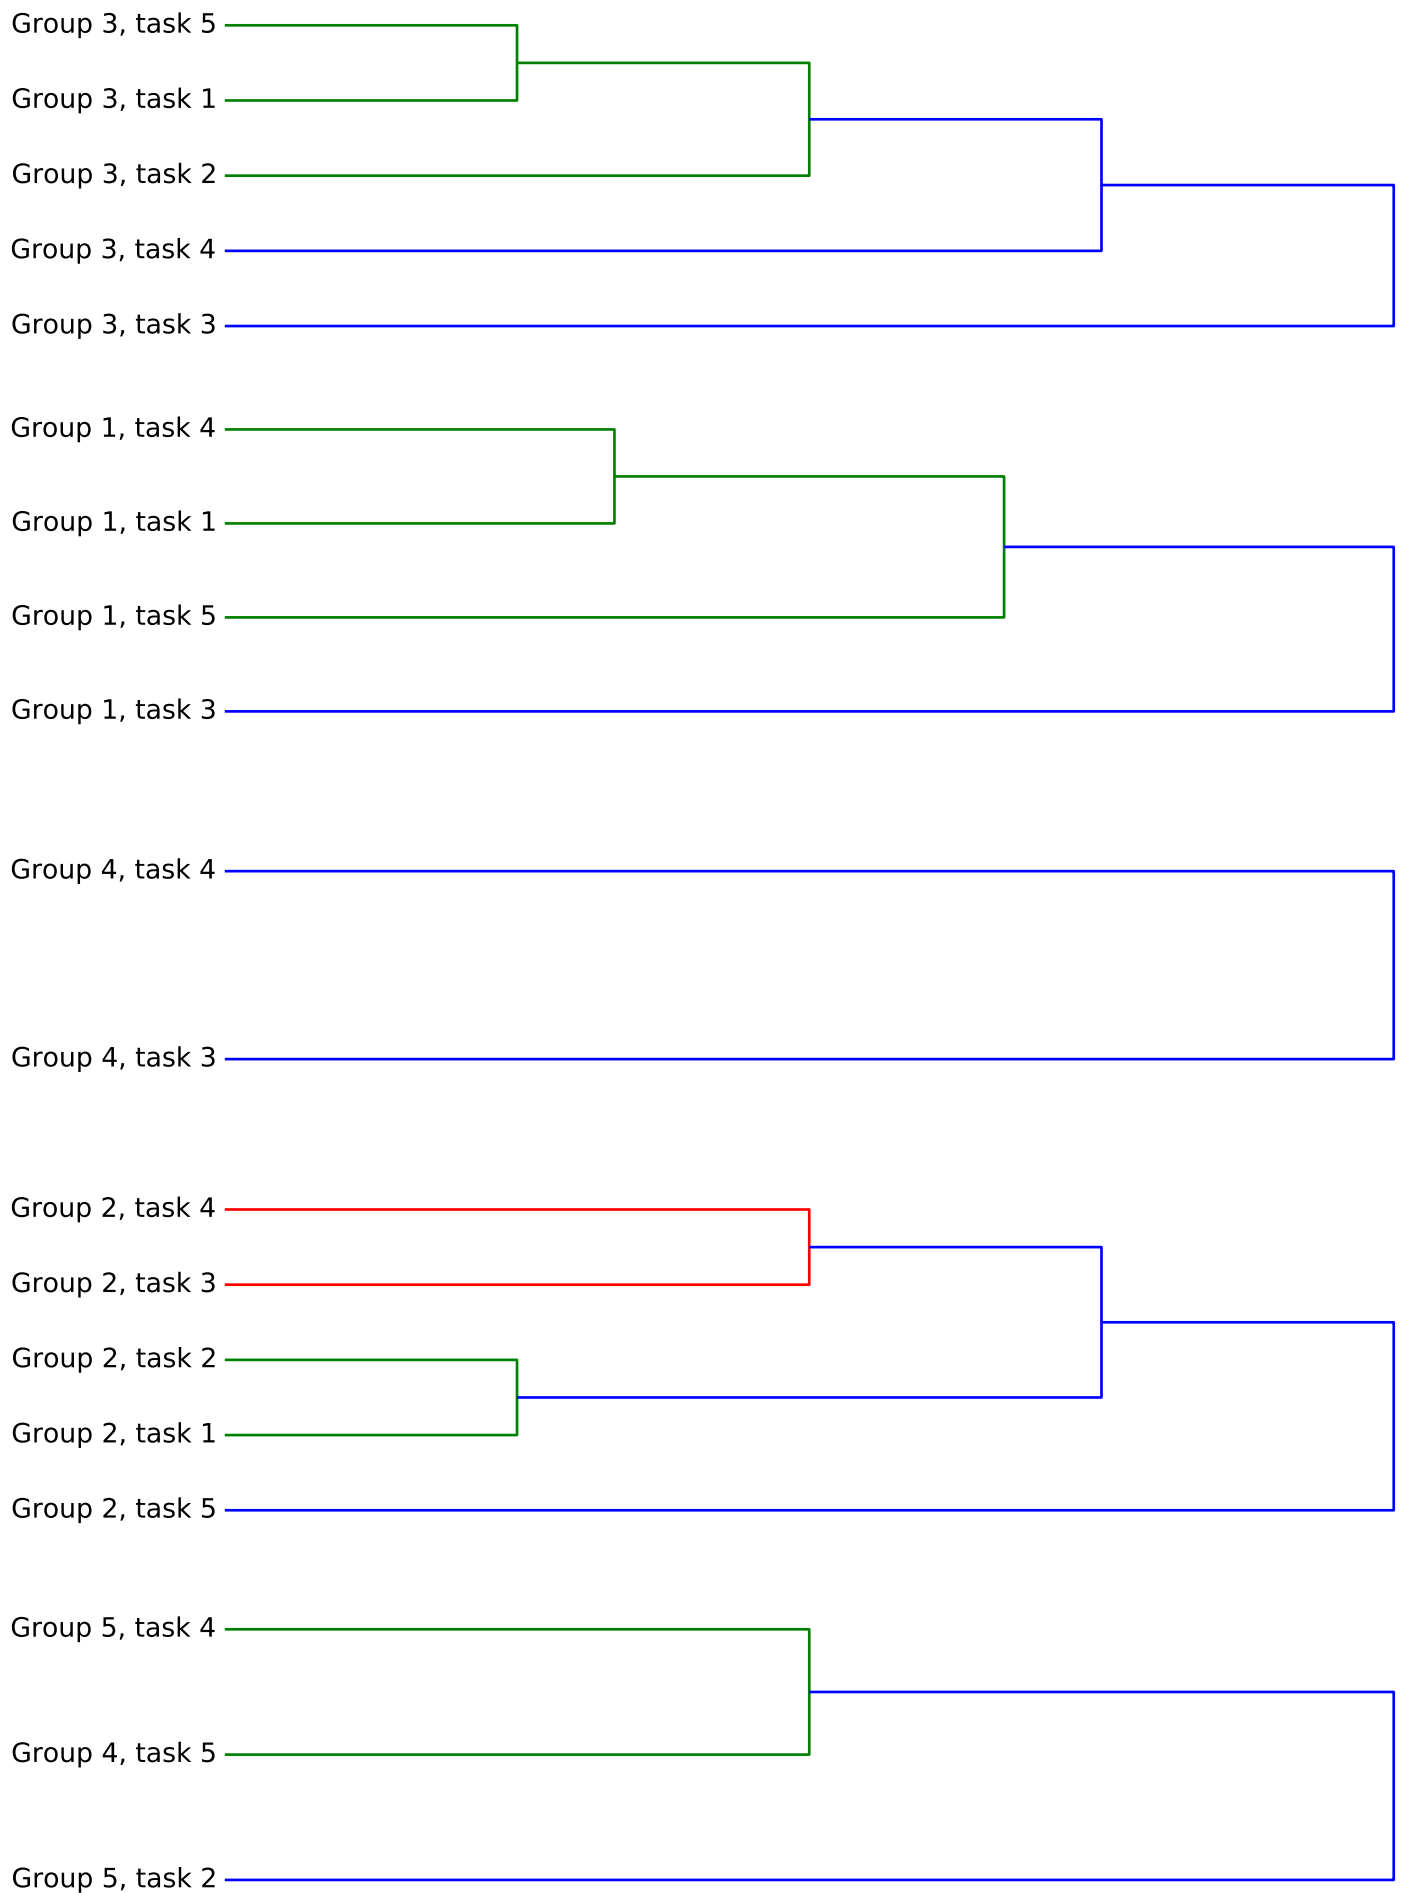 Group 3, task 5
Group 3, task 1
Group 3, task 2
Group 3, task 4
Group 3, task 3
Group 1, task 4
Group 1, task 1
Group 1, task 5
Group 1, task 3
Group 4, task 4
Group 4, task 3
Group 2, task 4
Group 2, task 3
Group 2, task 2
Group 2, task 1
Group 2, task 5
Group 5, task 4
Group 4, task 5
Group 5, task 2